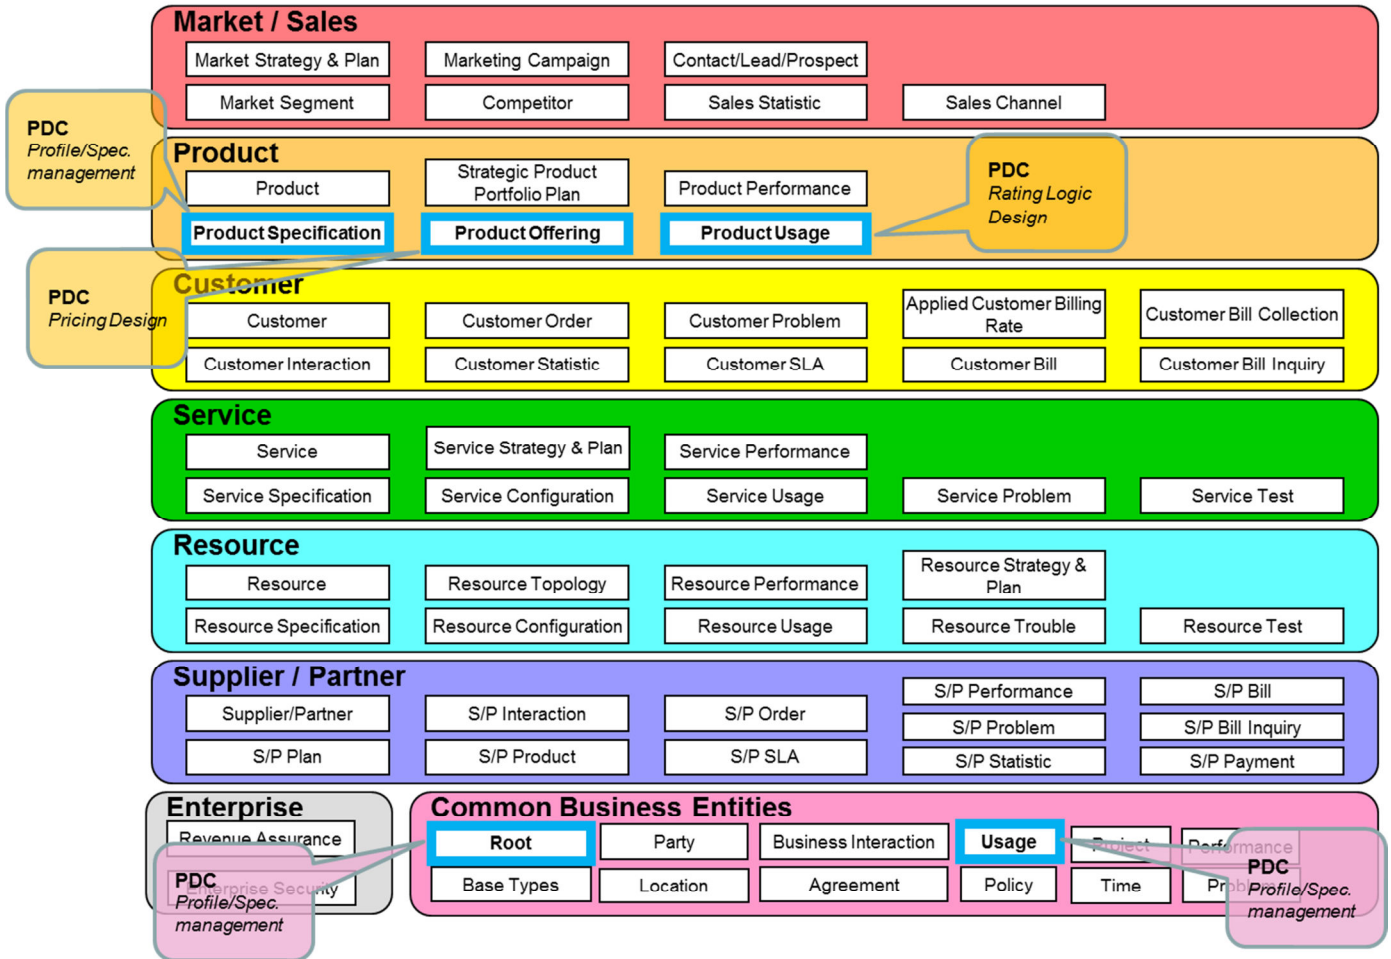 Market / Sales
Market Strategy & Plan
Marketing Campaign
Contact/Lead/Prospect
Market Segment
Competitor
Sales Statistic
Sales Channel
PDC
Profile/Spec.
management
Product
Product
Strategic Product
Portfolio Plan
Product Performance
Product Specification
Product Offering
Product Usage
PDC
Rating Logic
Design
PDC
Pricing Design
Customer
Customer
Customer Order
Customer Problem
Applied Customer Billing
Rate
Customer Bill Collection
Customer Interaction
Customer Statistic
Customer SLA
Customer Bill
Customer Bill Inquiry
Service
Service
Service Strategy & Plan
Service Performance
Service Specification
Service Configuration
Service Usage
Service Problem
Service Test
Resource
Resource
Resource Topology
Resource Performance
Resource Strategy &
Plan
Resource Specification
Resource Configuration
Resource Usage
Resource Trouble
Resource Test
Supplier / Partner
Supplier/Partner
S/P Interaction
S/P Order
S/P Performance
S/P Bill
S/P Problem
S/P Bill Inquiry
S/P Plan
S/P Product
S/P SLA
S/P Statistic
S/P Payment
Enterprise
Revenue Assurance
Enterprise Security
PDC
Profile/Spec.
management
Common Business Entities
Root
Party
Business Interaction
Usage
Project
Performance
Base Types
Location
Agreement
Policy
Time
Problem
PDC
Profile/Spec.
management